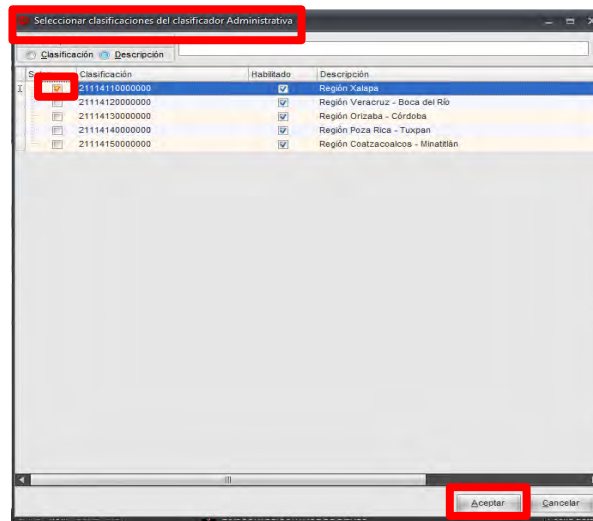 Seleccionar clasificaciones del clasificador Administrativa
Clasificación Descripción
Clasificación Habilitado Descripción
21114110000000 Región Xalapa
21114120000000 Región Veracruz - Boca del Río
21114130000000 Región Orizaba - Córdoba
21114140000000 Región Poza Rica - Tuxpan
21114150000000 Región Coatzacoalcos - Minatitlán
Aceptar Cancelar